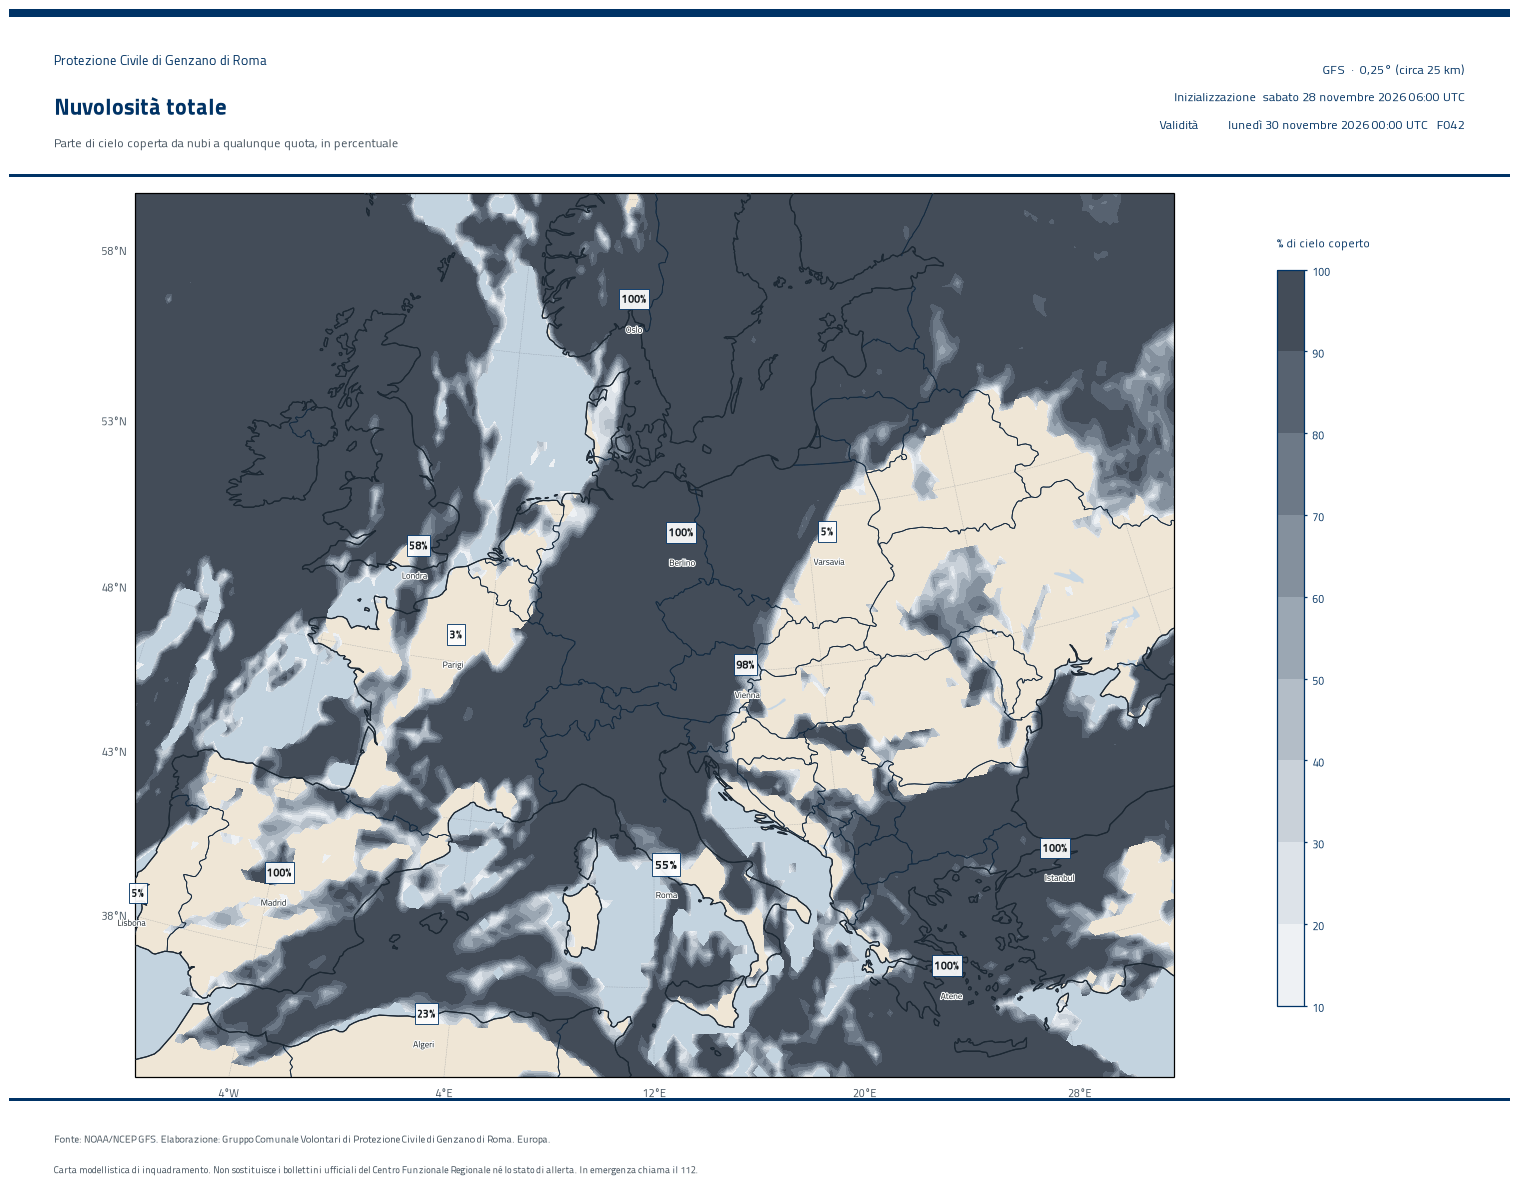 Protezione Civile di Genzano di Roma
Nuvolosità totale
Parte di cielo coperta da nubi a qualunque quota, in percentuale
GFS · 0,25° (circa 25 km)
Inizializzazione sabato 28 novembre 2026 06:00 UTC
Validità lunedì 30 novembre 2026 00:00 UTC F042
% di cielo coperto
100
90
80
70
60
50
40
30
20
10
58°N
53°N
48°N
43°N
38°N
4°W
4°E
12°E
20°E
28°E
100%
Oslo
58%
Londra
100%
Berlino
5%
Varsavia
3%
Parigi
98%
Vienna
100%
Madrid
5%
Lisbona
55%
Roma
100%
Istanbul
100%
Atene
23%
Algeri
Fonte: NOAA/NCEP GFS. Elaborazione: Gruppo Comunale Volontari di Protezione Civile di Genzano di Roma. Europa.
Carta modellistica di inquadramento. Non sostituisce i bollettini ufficiali del Centro Funzionale Regionale né lo stato di allerta. In emergenza chiama il 112.